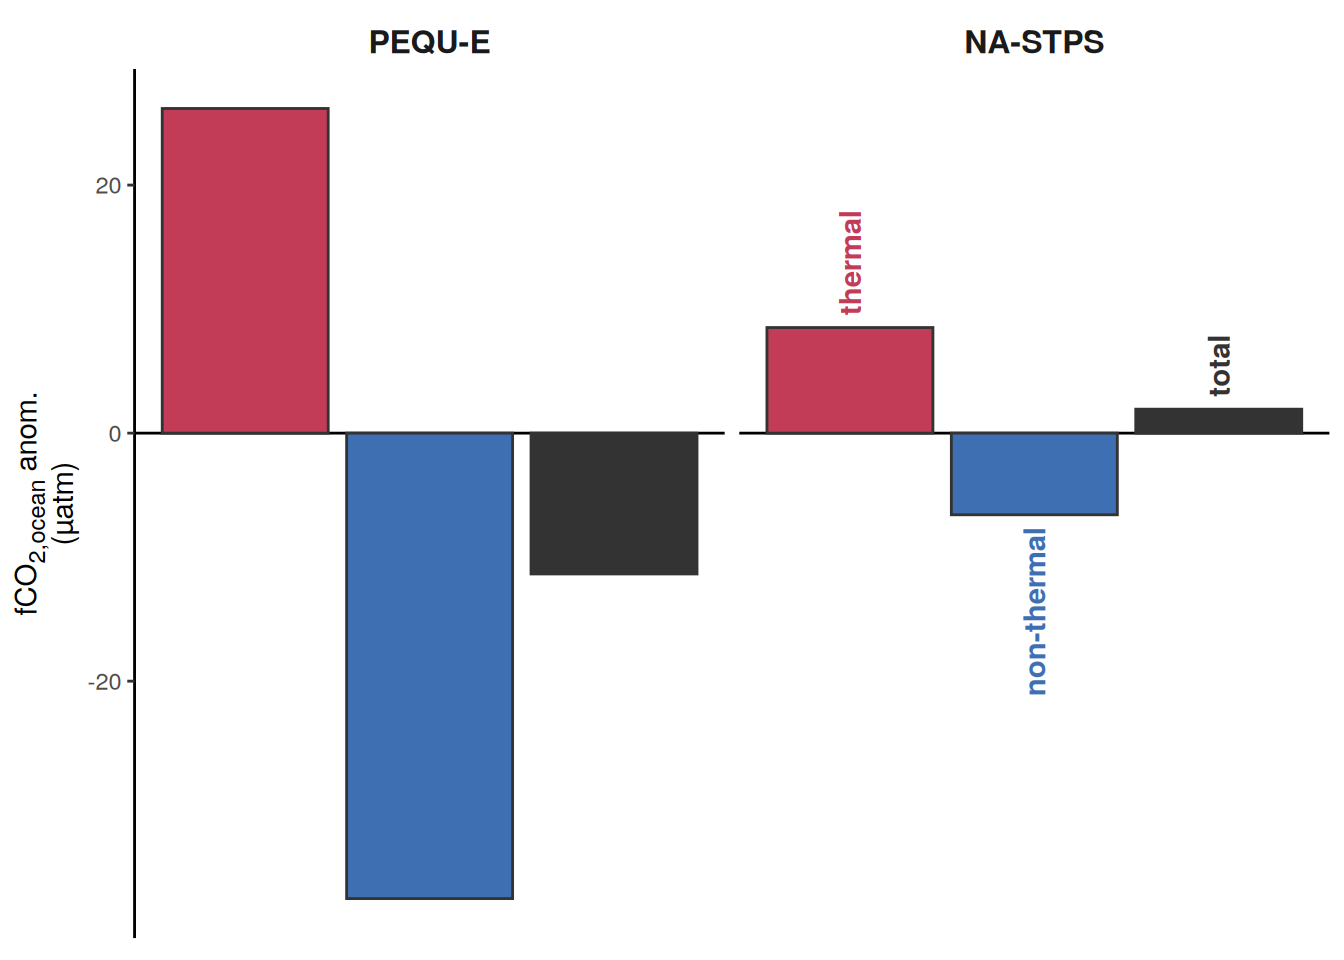 PEQU-E
NA-STPS
fCO₂,ocean anom.
(µatm)
20
0
-20
thermal
non-thermal
total